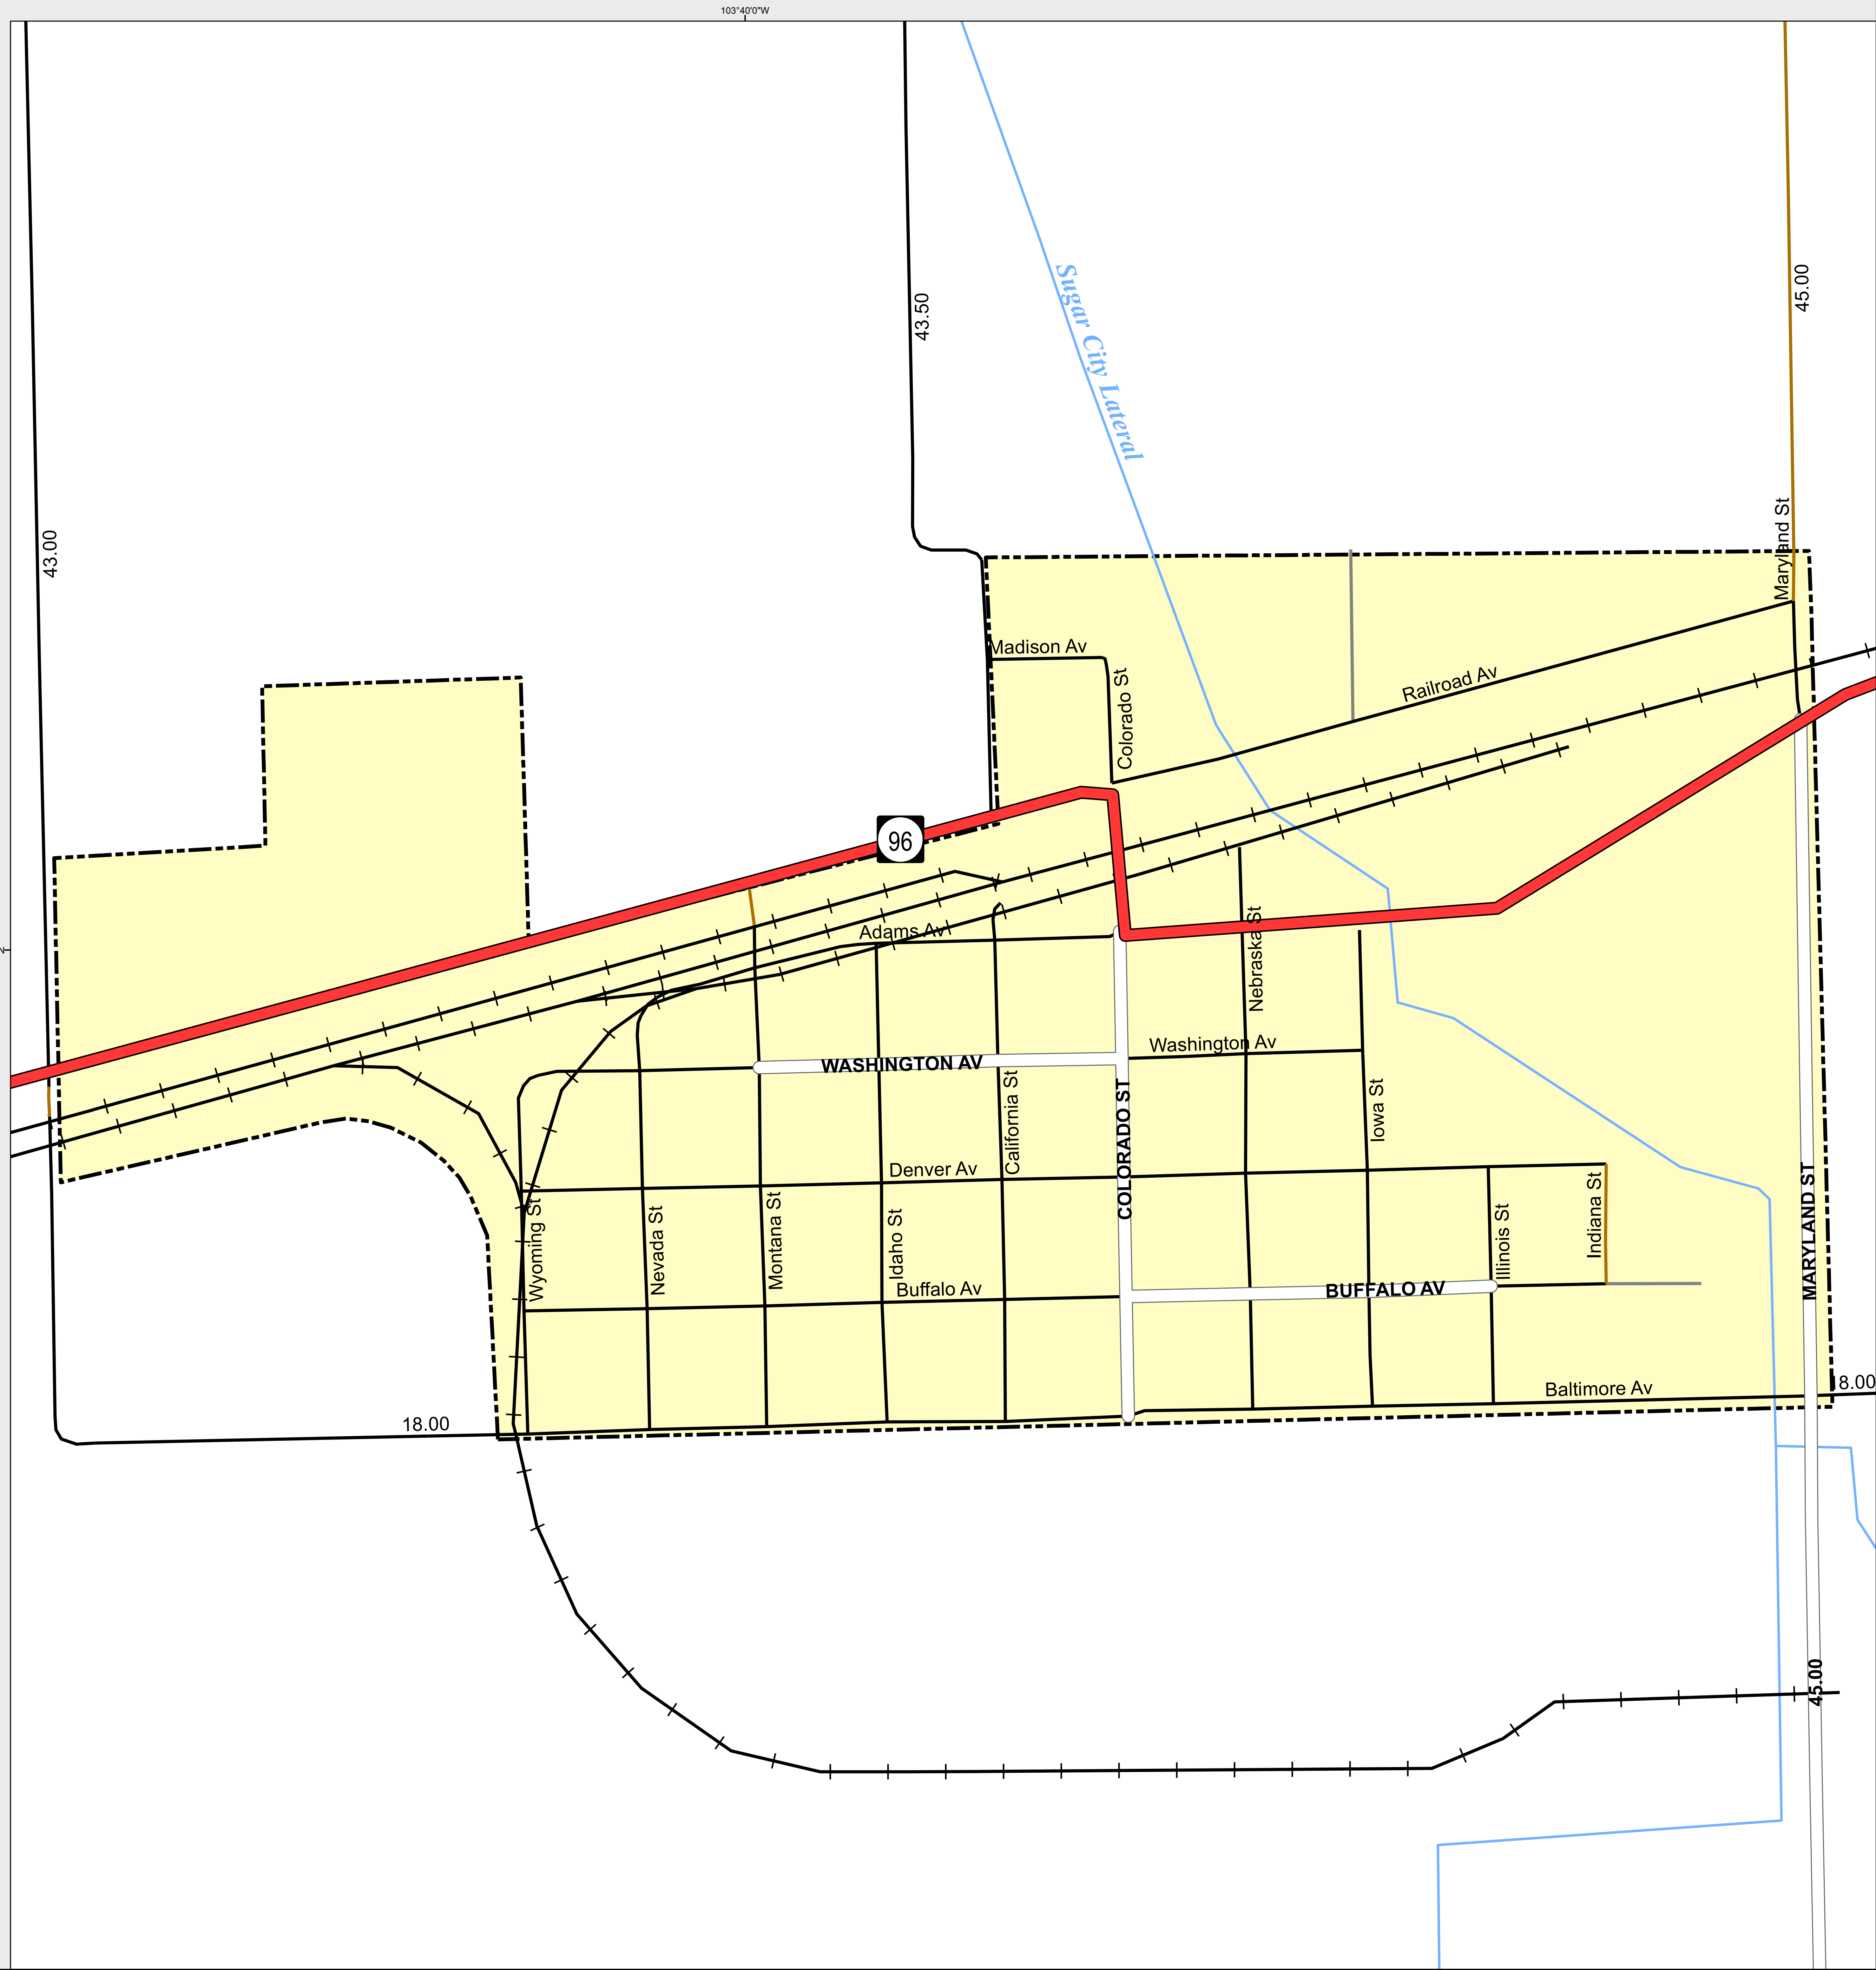 103°40'0"W
43.50
45.00
Sugar City Lateral
43.00
Maryland St
Madison Av
Colorado St
Railroad Av
96
Adams Av
Nebraska St
WASHINGTON AV
Washington Av
California St
COLORADO ST
Iowa St
Denver Av
Wyoming St
Nevada St
Montana St
Idaho St
Illinois St
Indiana St
MARYLAND ST
Buffalo Av
BUFFALO AV
Baltimore Av
18.00
18.00
45.00